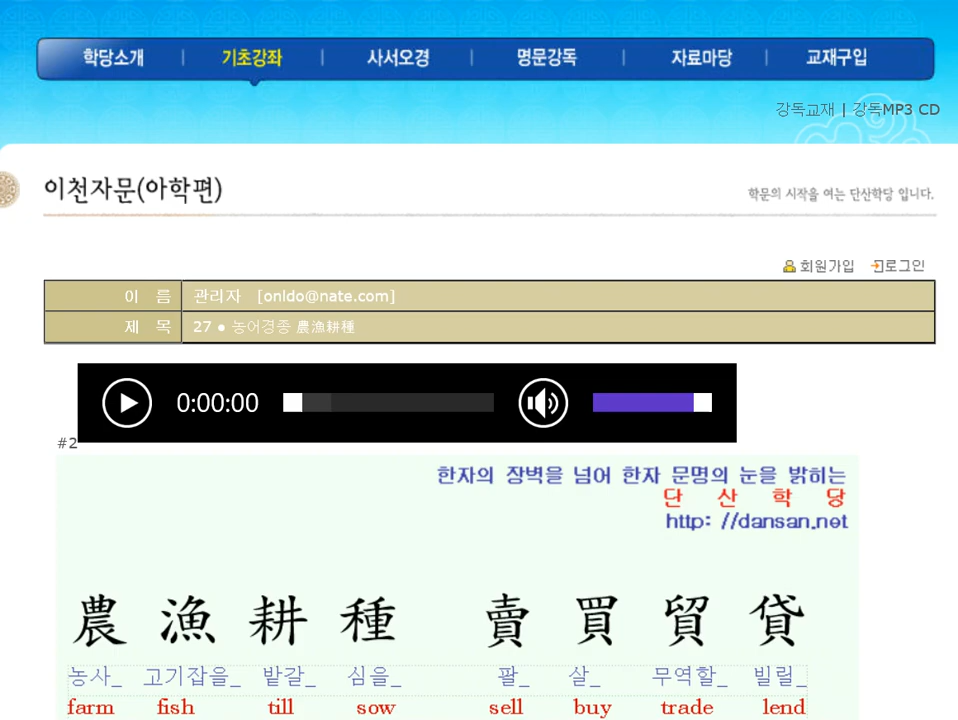 학당소개 | 기초강좌 | 사서오경 | 명문강독 | 자료마당 | 교재구입
강독교재 | 강독MP3 CD
이천자문(아학편)
학문의 시작을 여는 단산학당 입니다.
회원가입 로그인
이 름 관리자 [onldo@nate.com]
제 목 27 ● 농어경종 農漁耕種
0:00:00
#2
한자의 장벽을 넘어 한자 문명의 눈을 밝히는
단 산 학 당
http: //dansan.net
農 漁 耕 種 賣 買 貿 貸
농사_ 고기잡을_ 밭갈_ 심을_ 팔_ 살_ 무역할_ 빌릴_
farm fish till sow sell buy trade lend